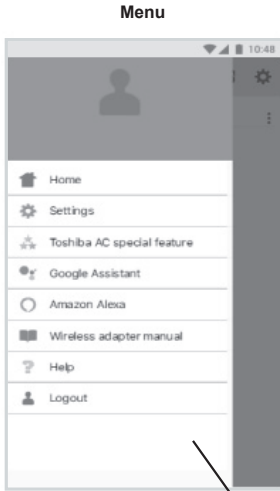 Menu
10:48
Home
Settings
Toshiba AC special feature
Google Assistant
Amazon Alexa
Wireless adapter manual
Help
Logout